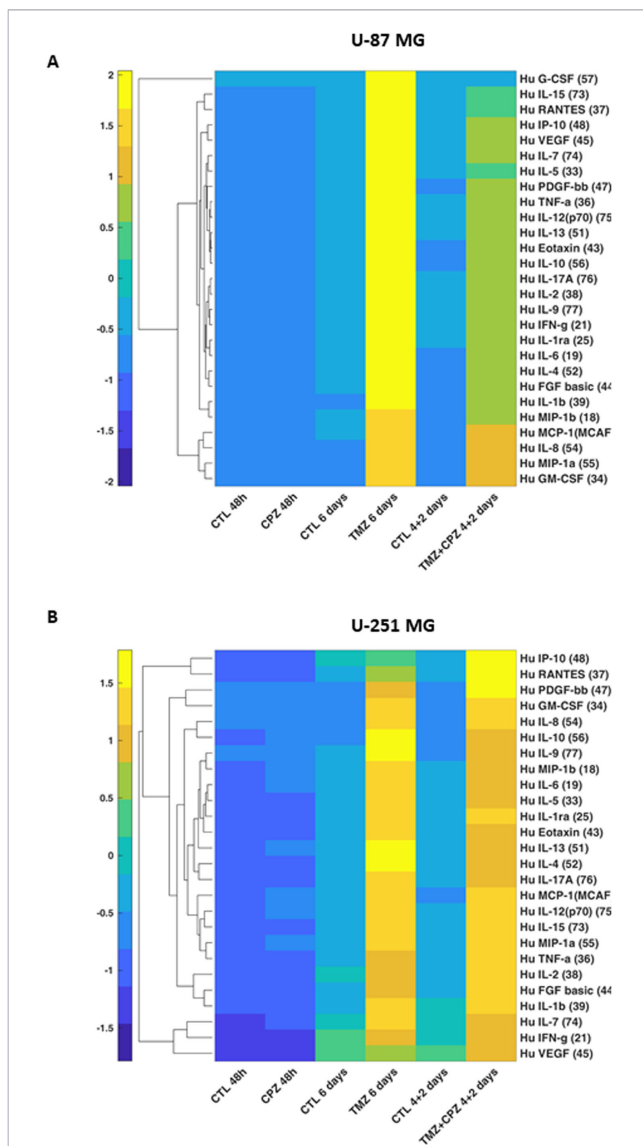 U-87 MG
A
2
1.5
1
0.5
0
-0.5
-1
-1.5
-2
Hu G-CSF (57)
Hu IL-15 (73)
Hu RANTES (37)
Hu IP-10 (48)
Hu VEGF (45)
Hu IL-7 (74)
Hu IL-5 (33)
Hu PDGF-bb (47)
Hu TNF-a (36)
Hu IL-12(p70) (75
Hu IL-13 (51)
Hu Eotaxin (43)
Hu IL-10 (56)
Hu IL-17A (76)
Hu IL-2 (38)
Hu IL-9 (77)
Hu IFN-g (21)
Hu IL-1ra (25)
Hu IL-6 (19)
Hu IL-4 (52)
Hu FGF basic (44
Hu IL-1b (39)
Hu MIP-1b (18)
Hu MCP-1(MCAF
Hu IL-8 (54)
Hu MIP-1a (55)
Hu GM-CSF (34)
CTL 48h
CPZ 48h
CTL 6 days
TMZ 6 days
CTL 4+2 days
TMZ+CPZ 4+2 days
B
U-251 MG
1.5
1
0.5
0
-0.5
-1
-1.5
Hu IP-10 (48)
Hu RANTES (37)
Hu PDGF-bb (47)
Hu GM-CSF (34)
Hu IL-8 (54)
Hu IL-10 (56)
Hu IL-9 (77)
Hu MIP-1b (18)
Hu IL-6 (19)
Hu IL-5 (33)
Hu IL-1ra (25)
Hu Eotaxin (43)
Hu IL-13 (51)
Hu IL-4 (52)
Hu IL-17A (76)
Hu MCP-1(MCAF
Hu IL-12(p70) (75
Hu IL-15 (73)
Hu MIP-1a (55)
Hu TNF-a (36)
Hu IL-2 (38)
Hu FGF basic (44
Hu IL-1b (39)
Hu IL-7 (74)
Hu IFN-g (21)
Hu VEGF (45)
CTL 48h
CPZ 48h
CTL 6 days
TMZ 6 days
CTL 4+2 days
TMZ+CPZ 4+2 days